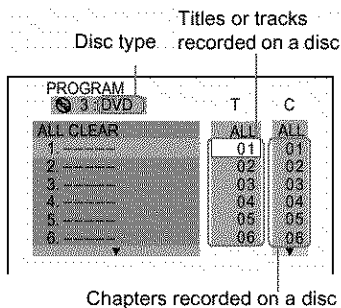 Titles or tracks
Disc type recorded on a disc
PROGRAM
3 : DVD T C
ALL CLEAR ALL ALL
1. ------ 01 01
2. ------ 02 02
3. ------ 03 03
4. ------ 04 04
5. ------ 05 05
6. ------ 06 06
Chapters recorded on a disc